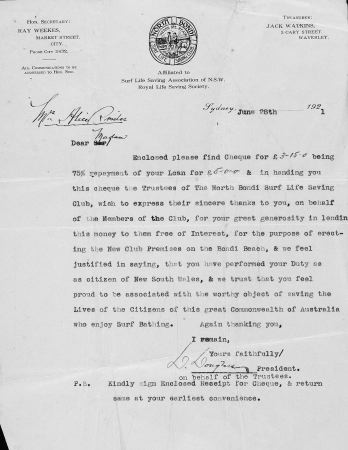 Hon. Secretary:
RAY WEEKES,
Market Street,
City.
Phone City 2472.
All Communications to be
addressed to Hon. Sec.
NORTH BONDI
Treasurer:
JACK WATKINS,
Cary Street,
Waverley.
Affiliated to
Surf Life Saving Association of N.S.W.
Royal Life Saving Society.
Sydney, June 28th 1921
Mrs Alice
Dear Sir Madam
Enclosed please find Cheque for £3-15-0 being
75% repayment of your Loan for £5-0-0 & in handing you
this cheque the Trustees of The North Bondi Surf Life Saving
Club, wish to express their sincere thanks to you, on behalf
of the Members of the Club, for your great generosity in lending
this money to them free of Interest, for the purpose of erect-
ing the New Club Premises on the Bondi Beach, & we feel
justified in saying, that you have performed your Duty as
as citizen of New South Wales, & we trust that you feel
proud to be associated with the worthy object of saving the
Lives of the Citizens of this great Commonwealth of Australia
who enjoy Surf Bathing. Again thanking you,
I remain,
Yours faithfully/
D. President.
on behalf of the Trustees.
P.S. Kindly sign Enclosed Receipt for Cheque, & return
same at your earliest convenience.